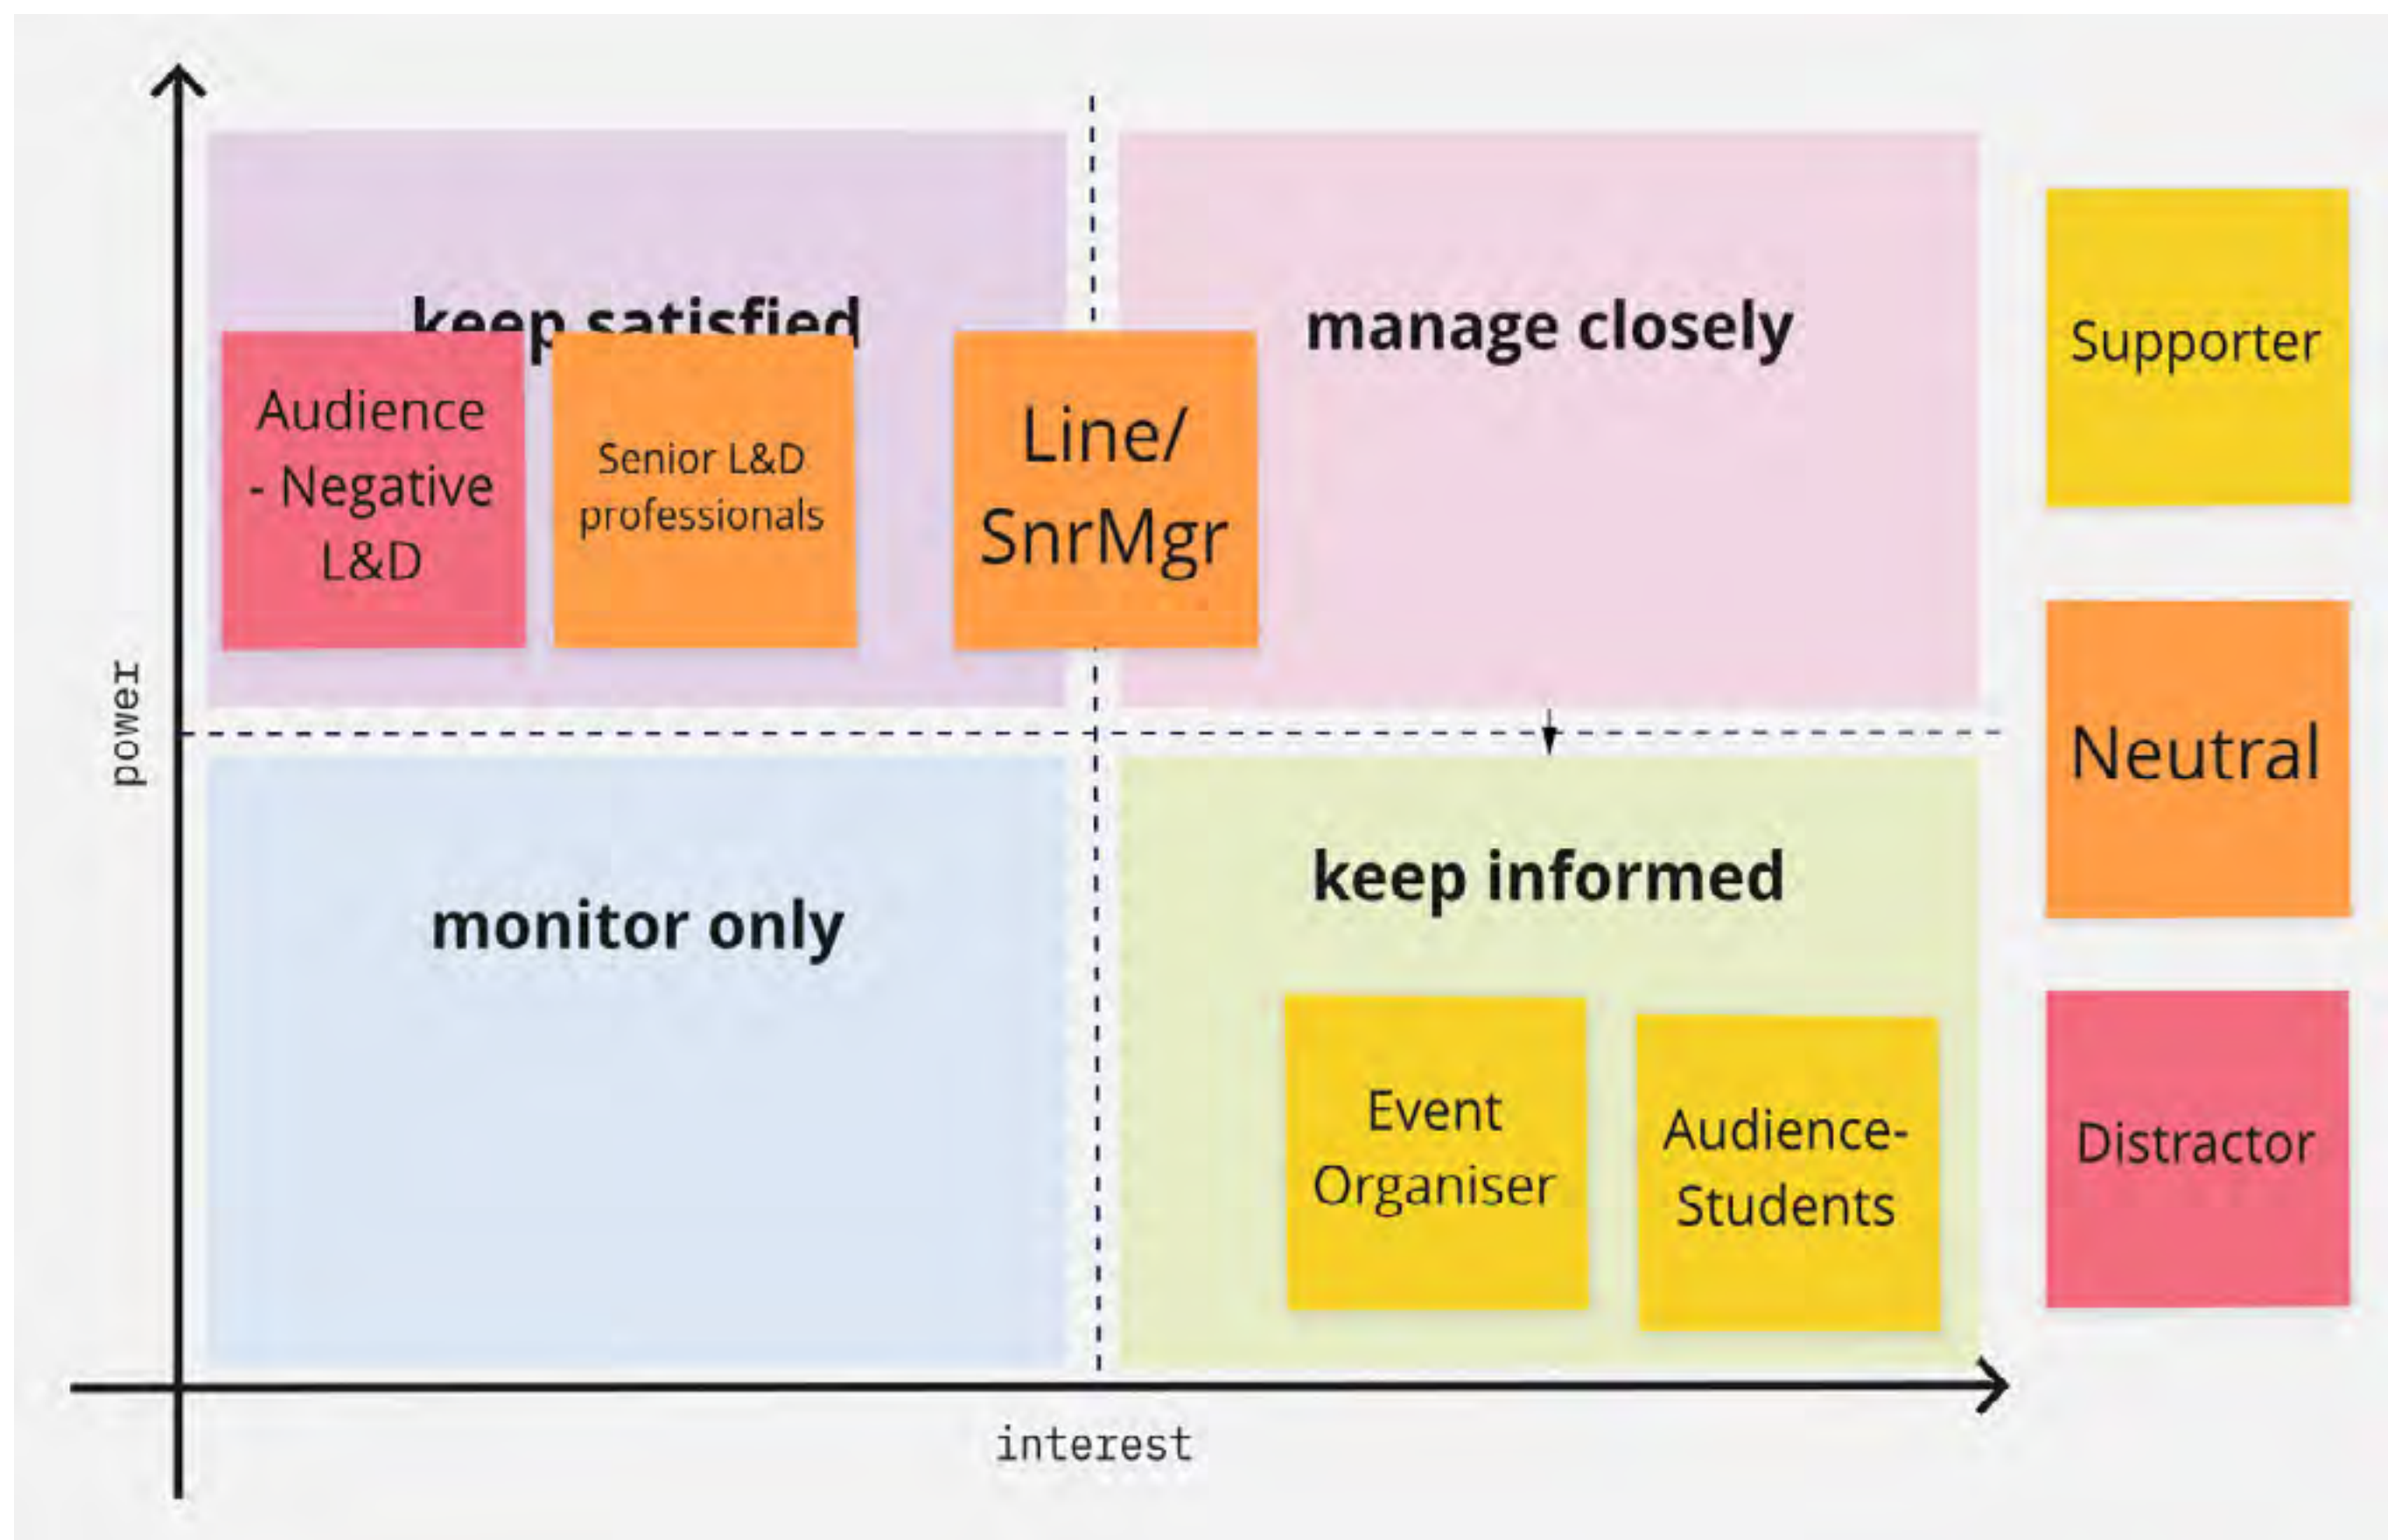 keep satisfied
manage closely
Audience
- Negative
L&D
Senior L&D
professionals
Line/
SnrMgr
Supporter
Neutral
Distractor
power
monitor only
keep informed
Event
Organiser
Audience-
Students
interest